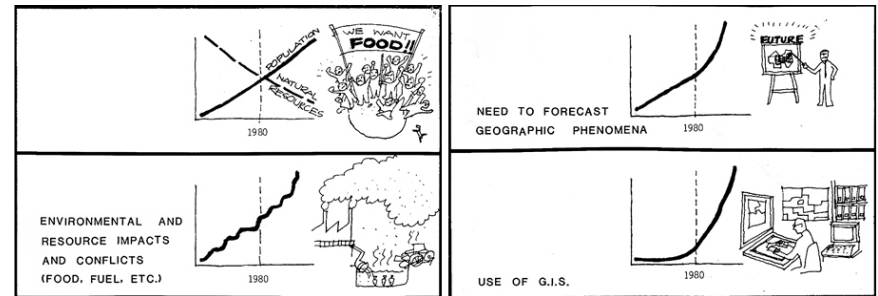 POPULATION
NATURAL
RESOURCES
1980
WE WANT
FOOD!!
ENVIRONMENTAL AND
RESOURCE IMPACTS
AND CONFLICTS
(FOOD, FUEL, ETC.)
1980
NEED TO FORECAST
GEOGRAPHIC PHENOMENA
1980
FUTURE
USE OF G.I.S.
1980